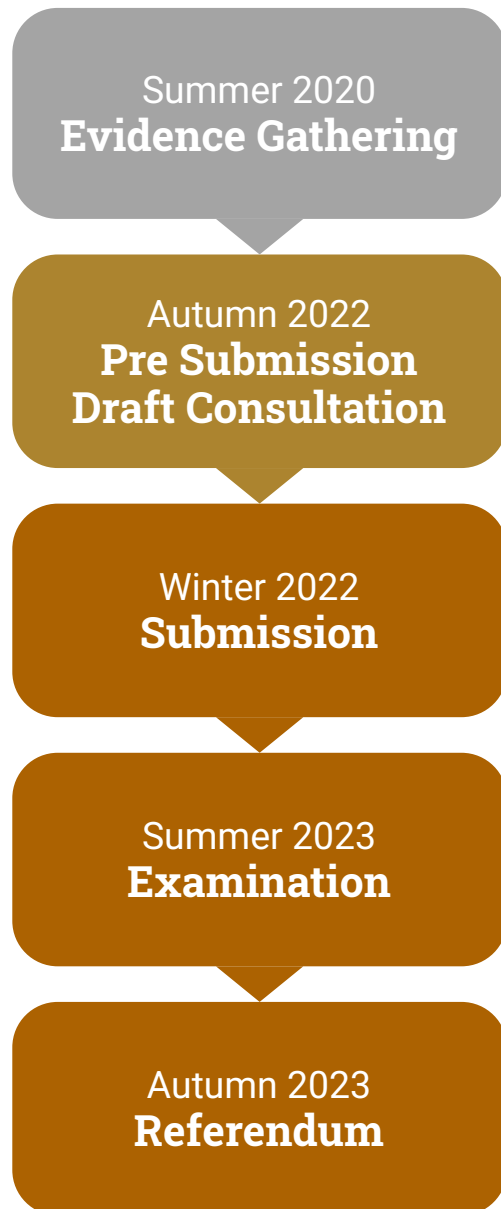 Summer 2020
Evidence Gathering
Autumn 2022
Pre Submission
Draft Consultation
Winter 2022
Submission
Summer 2023
Examination
Autumn 2023
Referendum